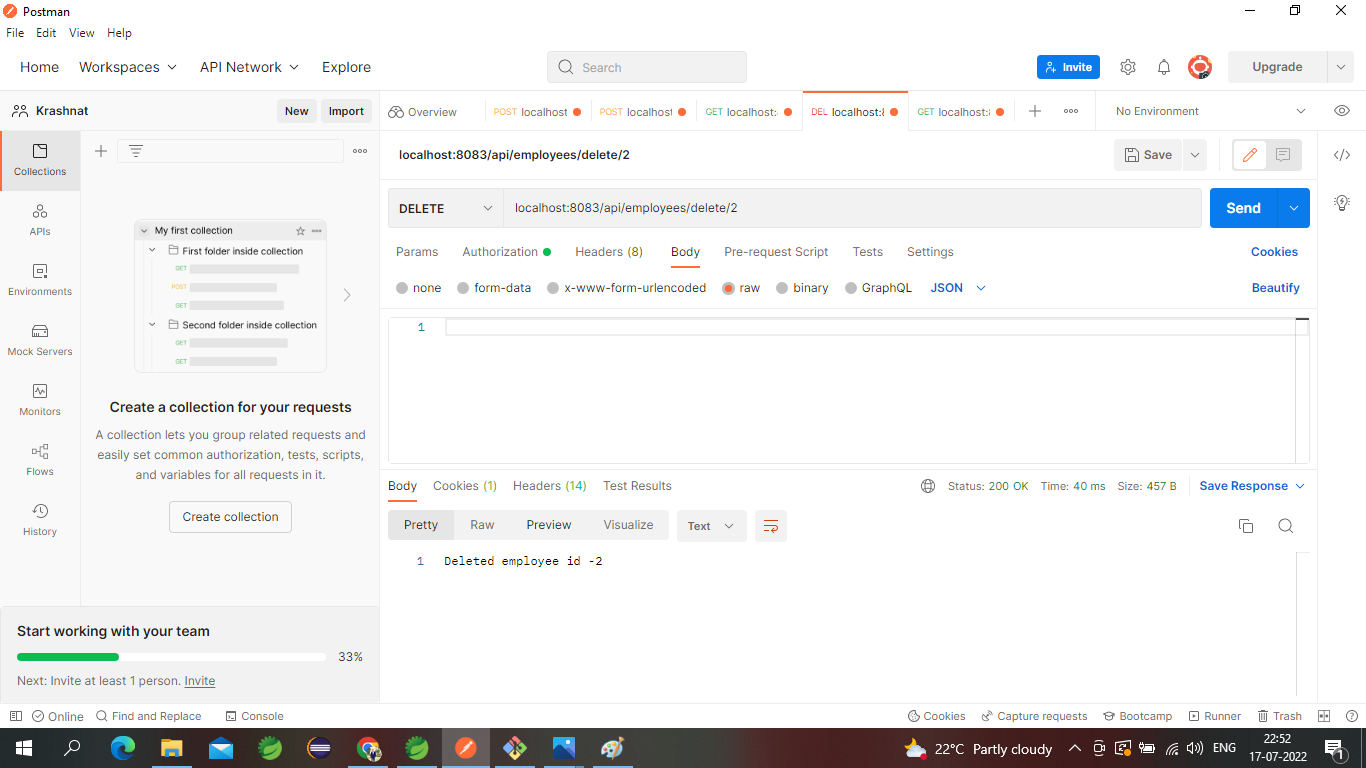 Postman
File Edit View Help
Home Workspaces API Network Explore Search Invite Upgrade
Krashnat New Import
Overview POST localhost POST localhost GET localhost: DEL localhost:8 GET localhost:8 No Environment
Collections
APIs
Environments
Mock Servers
Monitors
Flows
History
My first collection
First folder inside collection
GET
POST
GET
Second folder inside collection
GET
GET
Create a collection for your requests
A collection lets you group related requests and
easily set common authorization, tests, scripts,
and variables for all requests in it.
Create collection
Start working with your team
33%
Next: Invite at least 1 person. Invite
localhost:8083/api/employees/delete/2 Save
DELETE localhost:8083/api/employees/delete/2 Send
Params Authorization Headers (8) Body Pre-request Script Tests Settings Cookies
none form-data x-www-form-urlencoded raw binary GraphQL JSON Beautify
1
Body Cookies (1) Headers (14) Test Results Status: 200 OK Time: 40 ms Size: 457 B Save Response
Pretty Raw Preview Visualize Text
1 Deleted employee id -2
Online Find and Replace Console Cookies Capture requests Bootcamp Runner Trash
22°C Partly cloudy ENG 22:52
17-07-2022
1